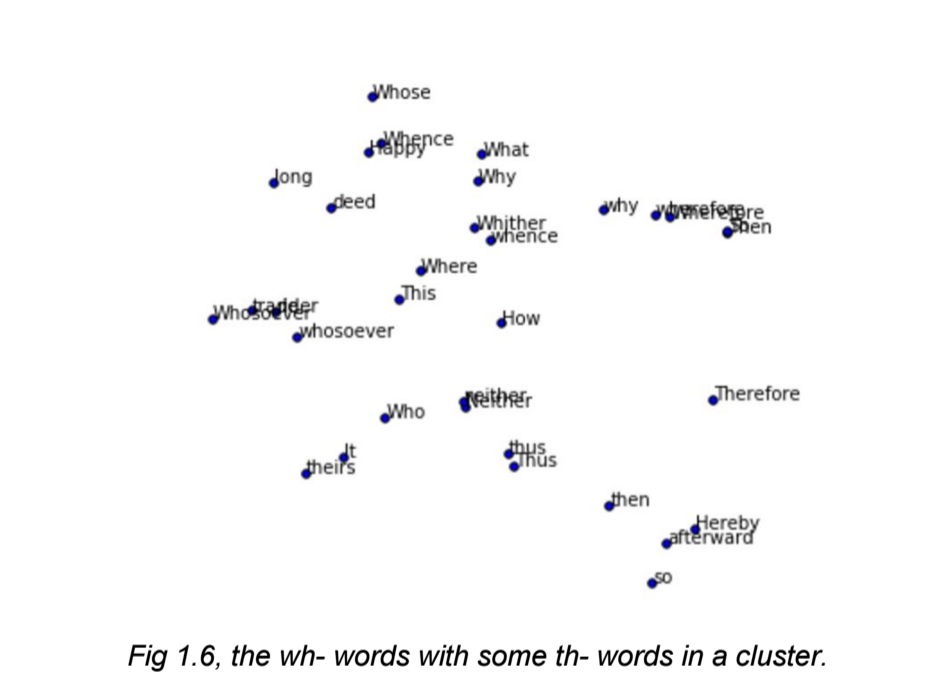 Whose
Whence
Happy
What
long
Why
deed
why
wherefore
Wherefore
So
Then
Whither
whence
Where
This
Whosoever
How
whosoever
neither
Neither
Therefore
Who
thus
Thus
It
theirs
then
Hereby
afterward
so
Fig 1.6, the wh- words with some th- words in a cluster.